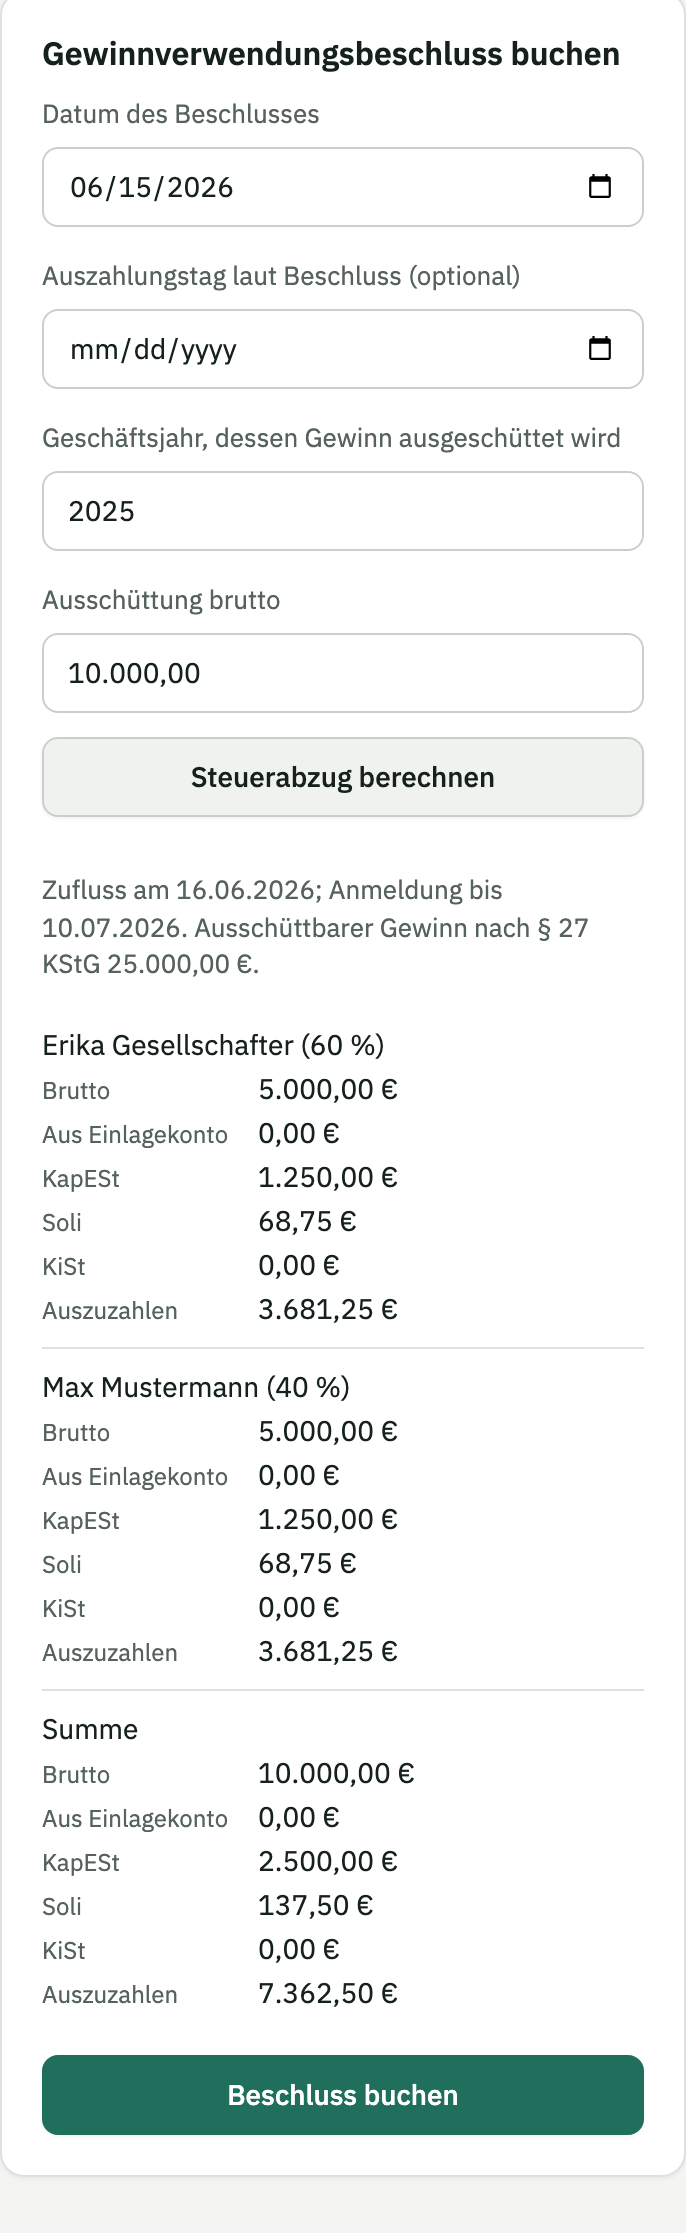 Gewinnverwendungsbeschluss buchen
Datum des Beschlusses
06/15/2026
Auszahlungstag laut Beschluss (optional)
mm/dd/yyyy
Geschäftsjahr, dessen Gewinn ausgeschüttet wird
2025
Ausschüttung brutto
10.000,00
Steuerabzug berechnen
Zufluss am 16.06.2026; Anmeldung bis
10.07.2026. Ausschüttbarer Gewinn nach § 27
KStG 25.000,00 €.
Erika Gesellschafter (60 %)
Brutto 5.000,00 €
Aus Einlagekonto 0,00 €
KapESt 1.250,00 €
Soli 68,75 €
KiSt 0,00 €
Auszuzahlen 3.681,25 €
Max Mustermann (40 %)
Brutto 5.000,00 €
Aus Einlagekonto 0,00 €
KapESt 1.250,00 €
Soli 68,75 €
KiSt 0,00 €
Auszuzahlen 3.681,25 €
Summe
Brutto 10.000,00 €
Aus Einlagekonto 0,00 €
KapESt 2.500,00 €
Soli 137,50 €
KiSt 0,00 €
Auszuzahlen 7.362,50 €
Beschluss buchen